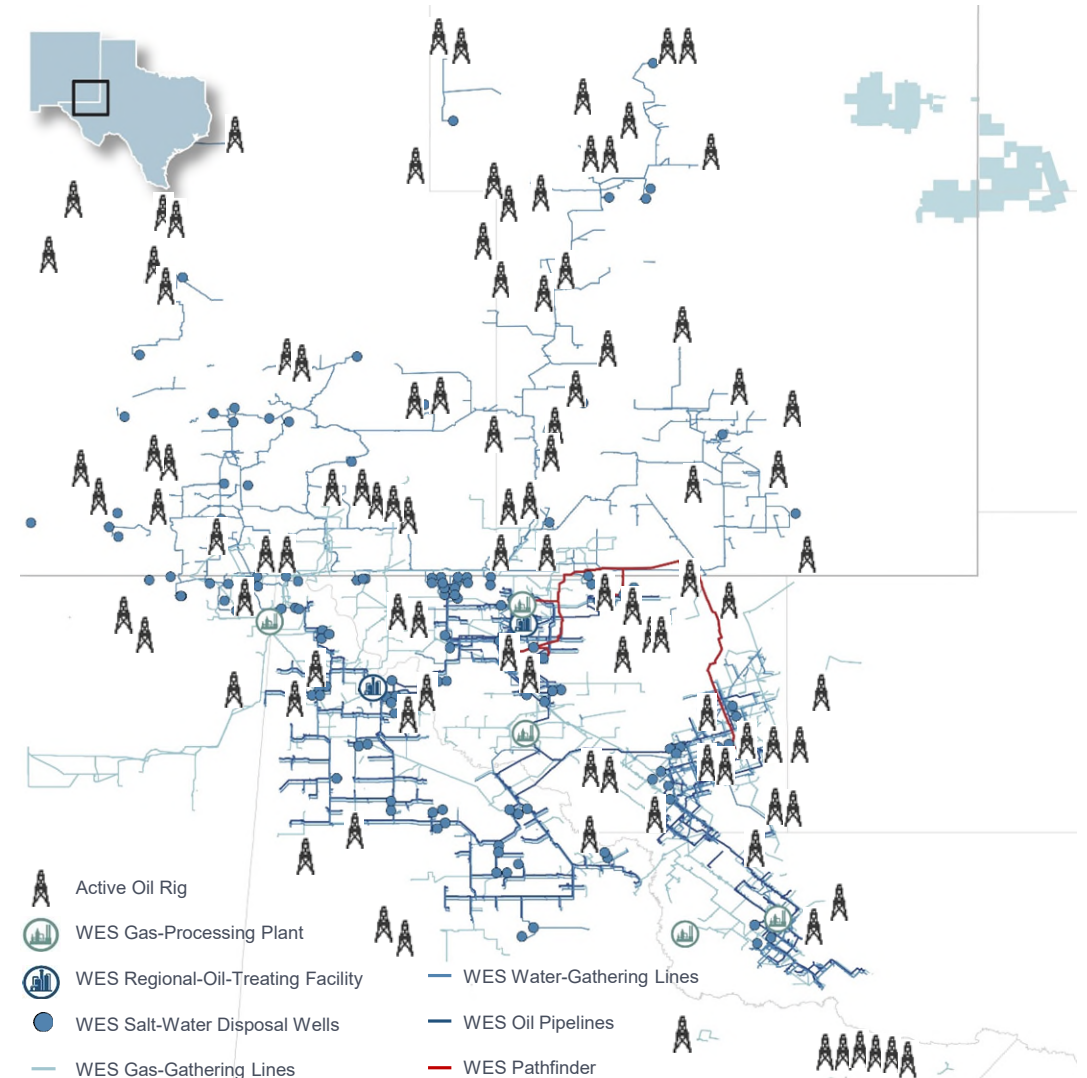 Active Oil Rig
WES Gas-Processing Plant
WES Regional-Oil-Treating Facility
WES Salt-Water Disposal Wells
WES Gas-Gathering Lines
WES Water-Gathering Lines
WES Oil Pipelines
WES Pathfinder